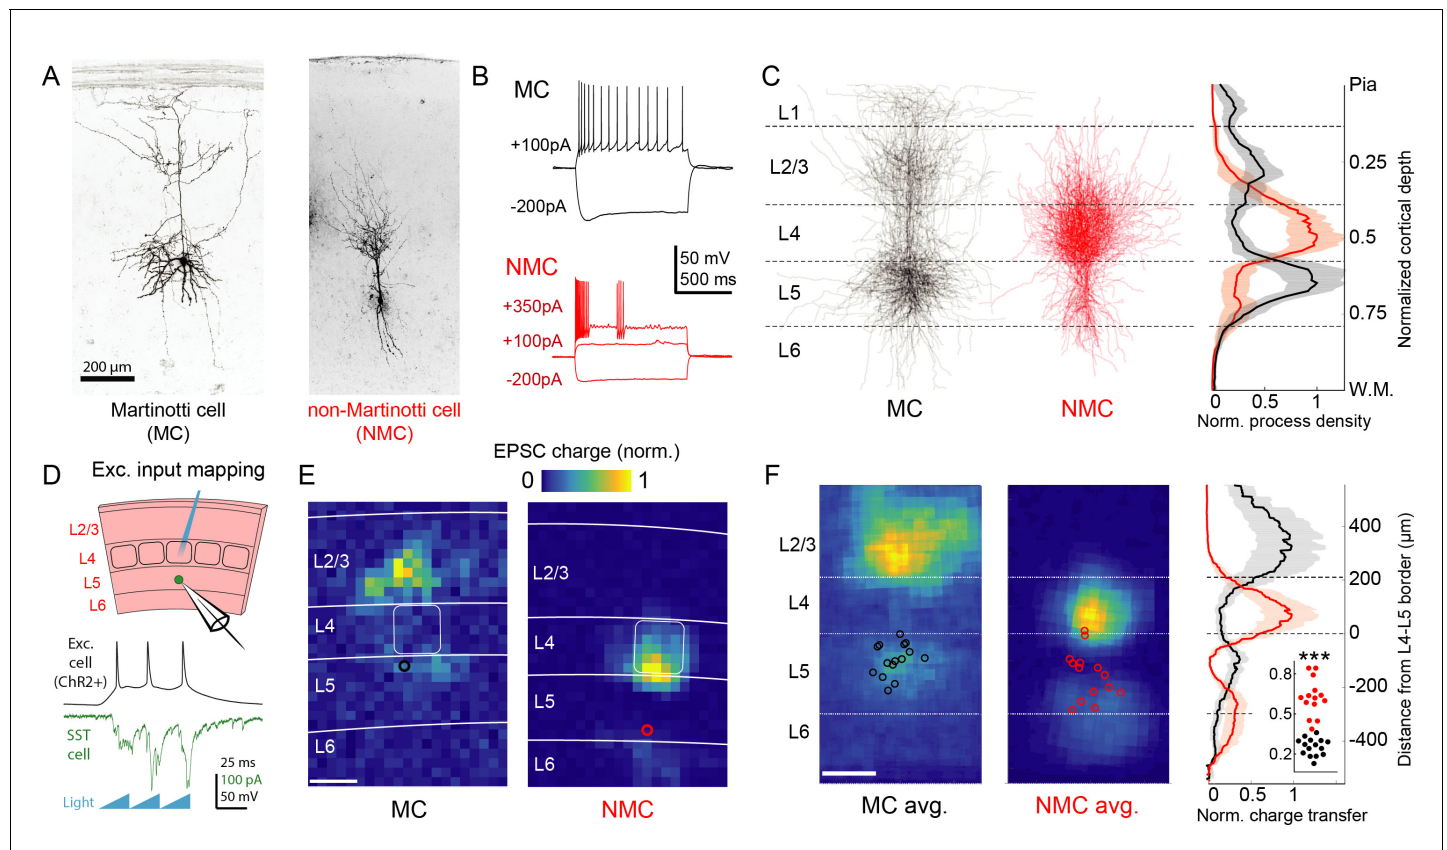 A
200 µm
Martinotti cell
(MC)
non-Martinotti cell
(NMC)
B
MC
+100pA
-200pA
NMC
+350pA
+100pA
-200pA
50 mV
500 ms
C
L1
L2/3
L4
L5
L6
MC
NMC
Pia
0.25
0.5
0.75
W.M.
Normalized cortical depth
0 0.5 1
Norm. process density
D
Exc. input mapping
L2/3
L4
L5
L6
Exc.
cell
(ChR2+)
SST
cell
25 ms
100 pA
50 mV
Light
E
EPSC charge (norm.)
0 1
L2/3
L4
L5
L6
MC
L2/3
L4
L5
L6
NMC
F
L2/3
L4
L5
L6
MC avg.
NMC avg.
400
200
0
-200
-400
Distance from L4-L5 border (µm)
***
0.8
0.5
0.2
0 0.5 1
Norm. charge transfer